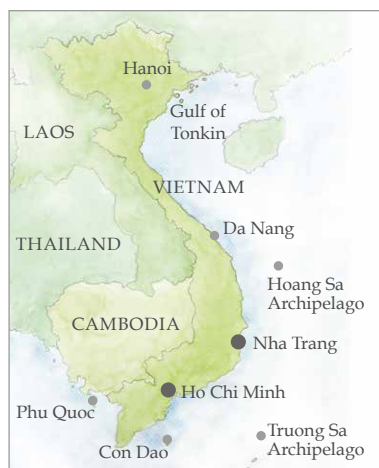 Hanoi
Gulf of
Tonkin
LAOS
VIETNAM
Da Nang
THAILAND
Hoang Sa
Archipelago
CAMBODIA
Nha Trang
Ho Chi Minh
Phu Quoc
Truong Sa
Archipelago
Con Dao